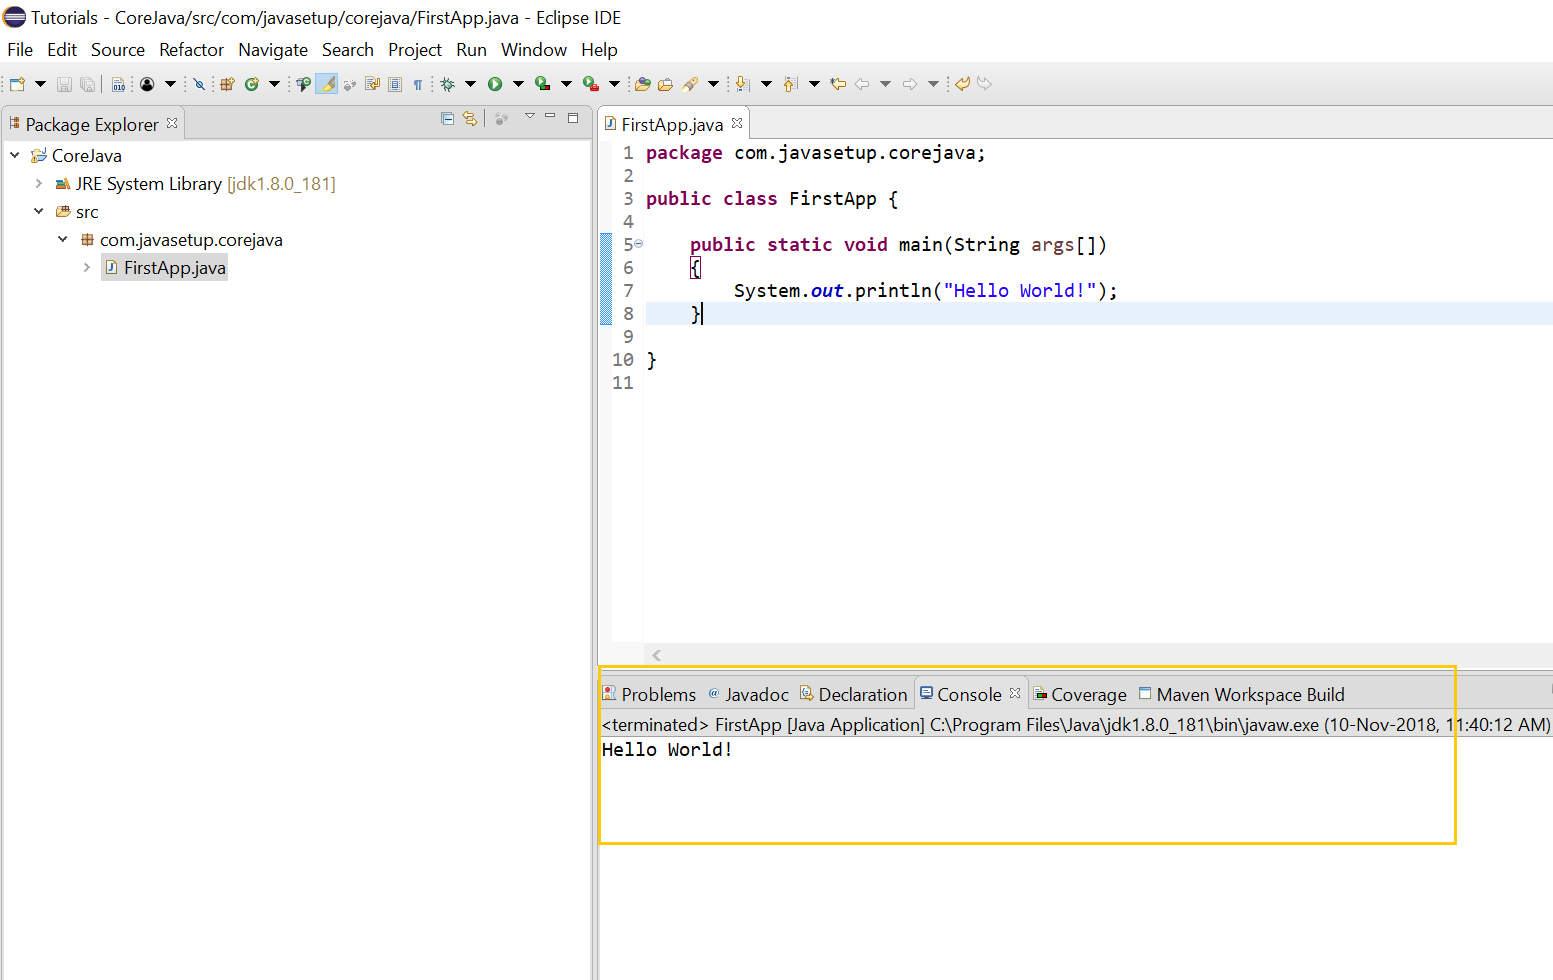 Tutorials - CoreJava/src/com/javasetup/corejava/FirstApp.java - Eclipse IDE
File Edit Source Refactor Navigate Search Project Run Window Help
Package Explorer
CoreJava
JRE System Library [jdk1.8.0_181]
src
com.javasetup.corejava
FirstApp.java
FirstApp.java
1 package com.javasetup.corejava;
2
3 public class FirstApp {
4
5 public static void main(String args[])
6 {
7 System.out.println("Hello World!");
8 }
9
10 }
11
Problems @ Javadoc Declaration Console Coverage Maven Workspace Build
<terminated> FirstApp [Java Application] C:\Program Files\Java\jdk1.8.0_181\bin\javaw.exe (10-Nov-2018, 11:40:12 AM)
Hello World!